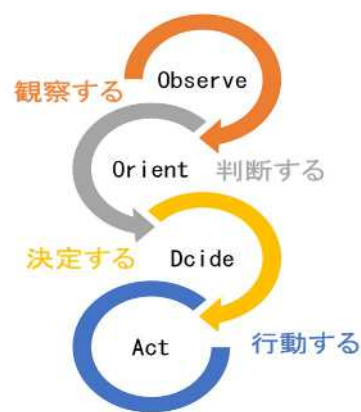 Observe
観察する
Orient 判断する
決定する Dcide
Act 行動する